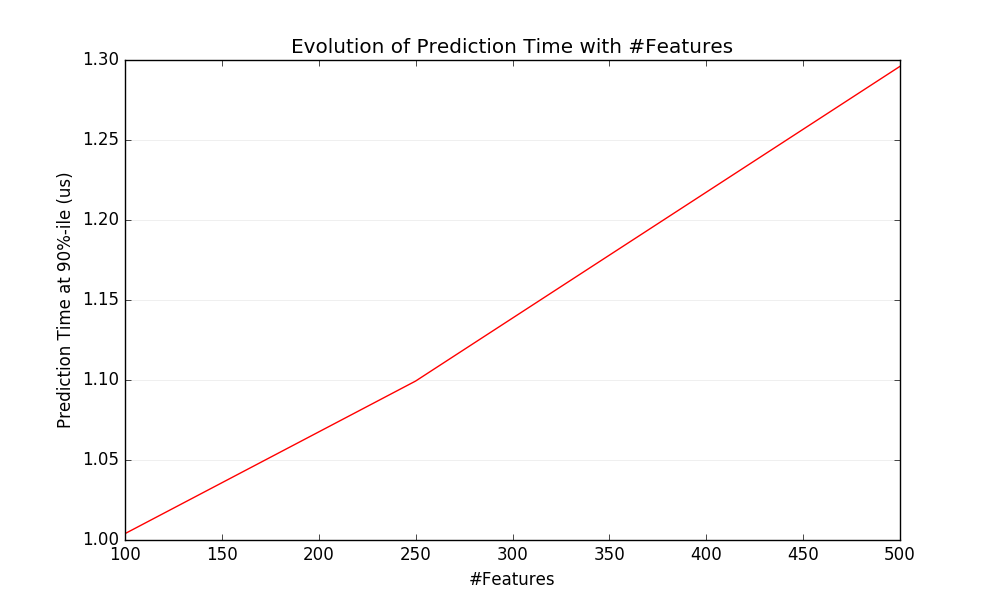 Evolution of Prediction Time with #Features
Prediction Time at 90%-ile (us)
1.30
1.25
1.20
1.15
1.10
1.05
1.00
100 150 200 250 300 350 400 450 500
#Features